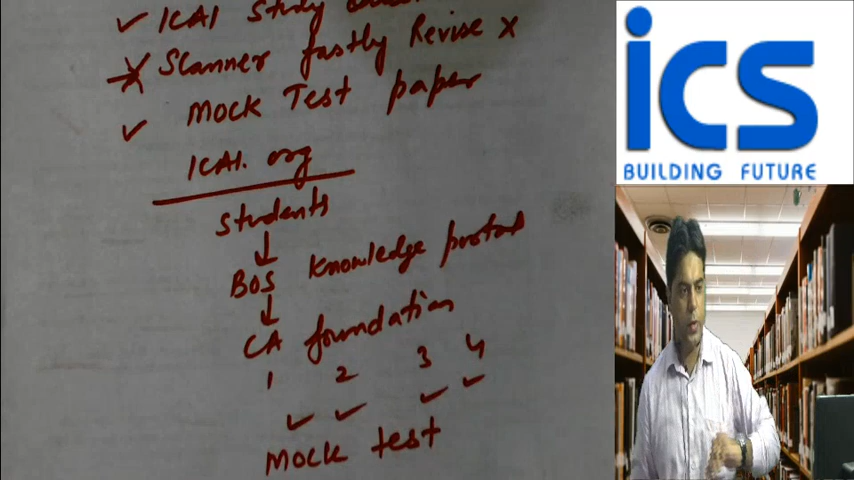 ✓ ICAI Study
Scanner fastly Revise ×
✓ Mock Test paper
ICAI. org
Students
↓
BOS Knowledge portal
↓
CA foundation
1 2 3 4
✓ ✓ ✓ ✓
Mock test
ics
BUILDING FUTURE